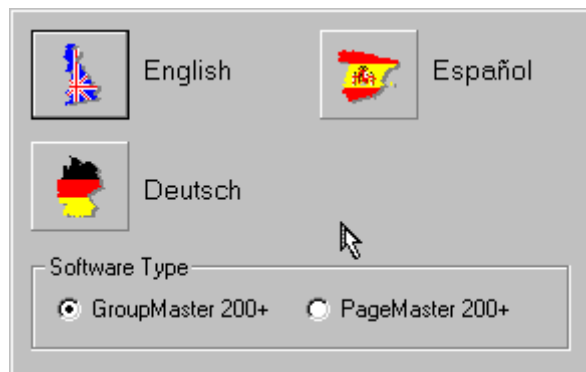 English
Español
Deutsch
Software Type
GroupMaster 200+
PageMaster 200+